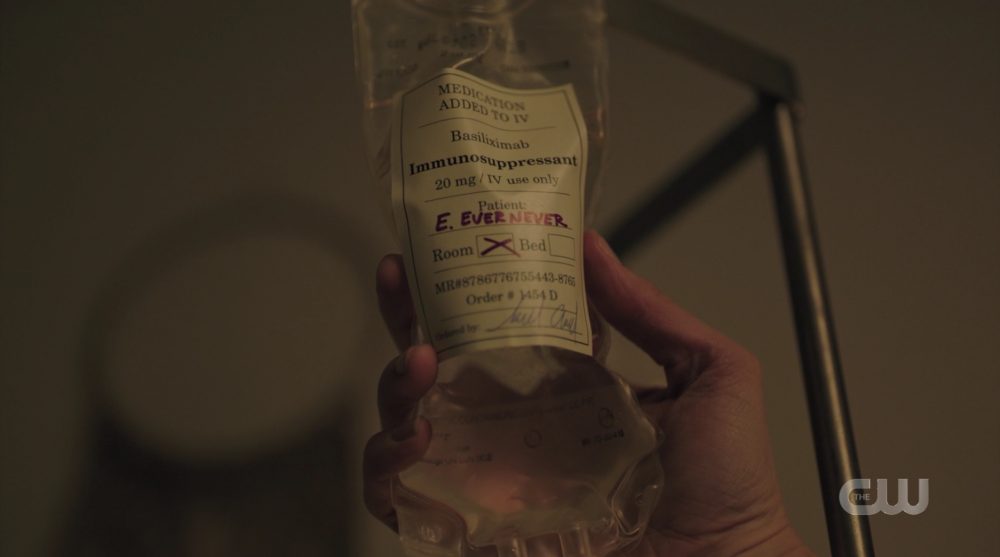 MEDICATION
ADDED TO IV
Basiliximab
Immunosuppressant
20 mg / IV use only
Patient:
E. EVERNEVER
Room Bed
MR#8786776755443-8765
Order # 1454 D
Ordered by:
THE CW